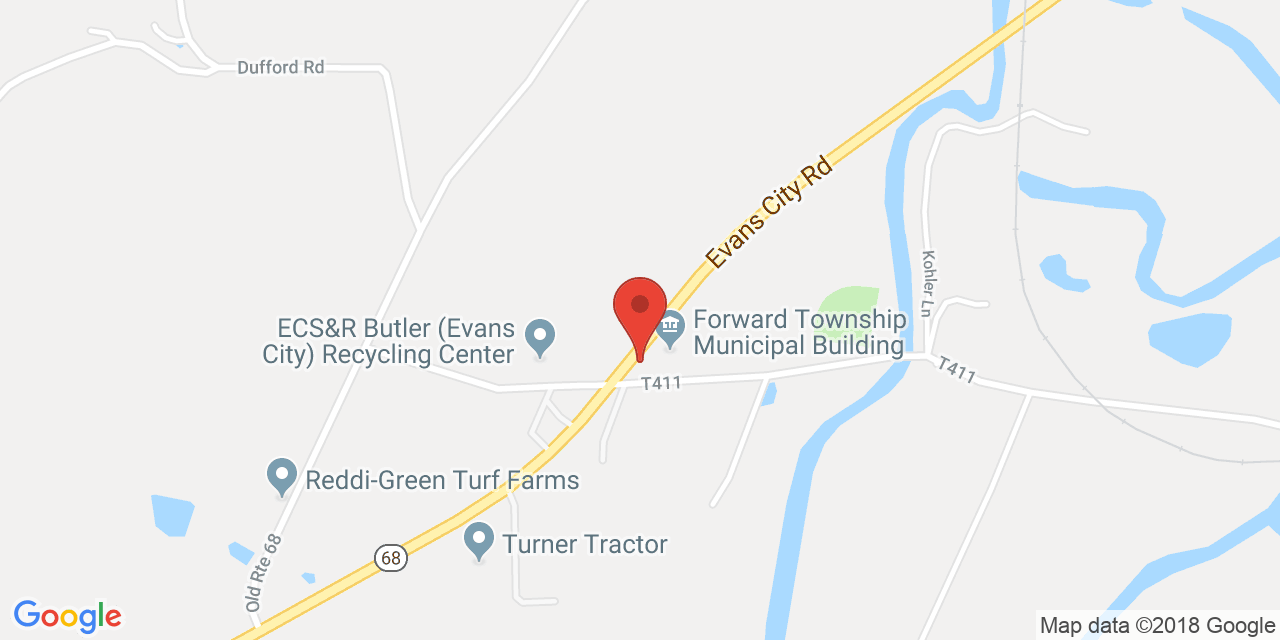 Dufford Rd
Evans City Rd
Kohler Ln
ECS&R Butler (Evans
City) Recycling Center
Forward Township
Municipal Building
T411
T411
Reddi-Green Turf Farms
Turner Tractor
68
Old Rte 68
Google
Map data ©2018 Google